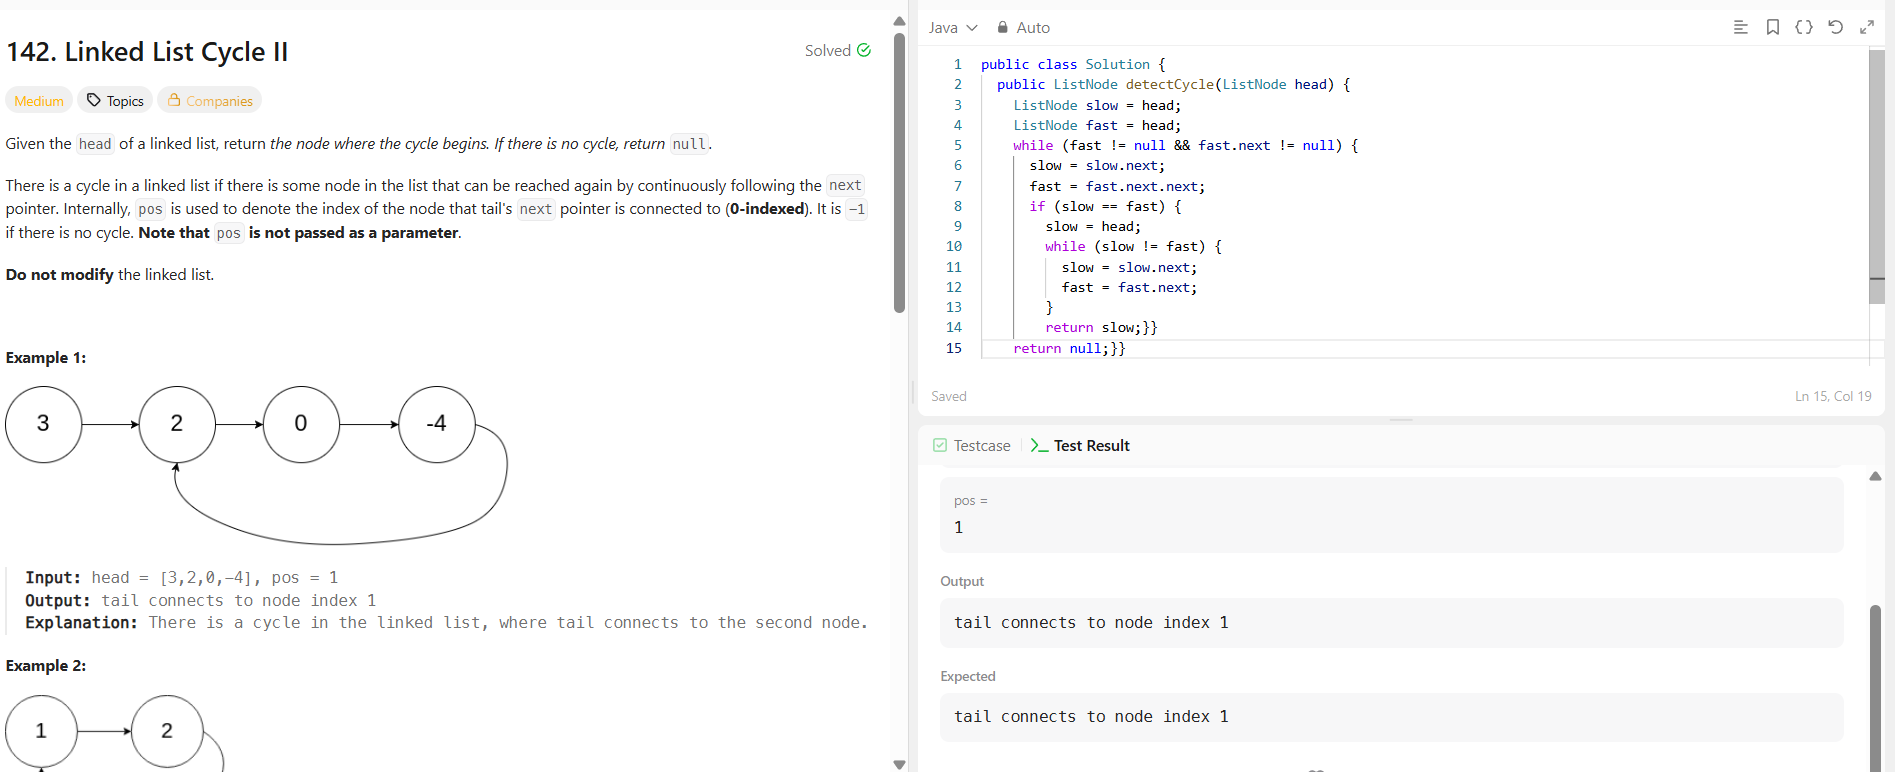 142. Linked List Cycle II
Solved
Medium
Topics
Companies
Given the head of a linked list, return the node where the cycle begins. If there is no cycle, return null.
There is a cycle in a linked list if there is some node in the list that can be reached again by continuously following the next
pointer. Internally, pos is used to denote the index of the node that tail's next pointer is connected to (0-indexed). It is -1
if there is no cycle. Note that pos is not passed as a parameter.
Do not modify the linked list.
Example 1:
3 2 0 -4
Input: head = [3,2,0,-4], pos = 1
Output: tail connects to node index 1
Explanation: There is a cycle in the linked list, where tail connects to the second node.
Example 2:
1 2
Java
Auto
1 public class Solution {
2 public ListNode detectCycle(ListNode head) {
3 ListNode slow = head;
4 ListNode fast = head;
5 while (fast != null && fast.next != null) {
6 slow = slow.next;
7 fast = fast.next.next;
8 if (slow == fast) {
9 slow = head;
10 while (slow != fast) {
11 slow = slow.next;
12 fast = fast.next;
13 }
14 return slow;}}
15 return null;}}
Saved
Ln 15, Col 19
Testcase
Test Result
pos =
1
Output
tail connects to node index 1
Expected
tail connects to node index 1